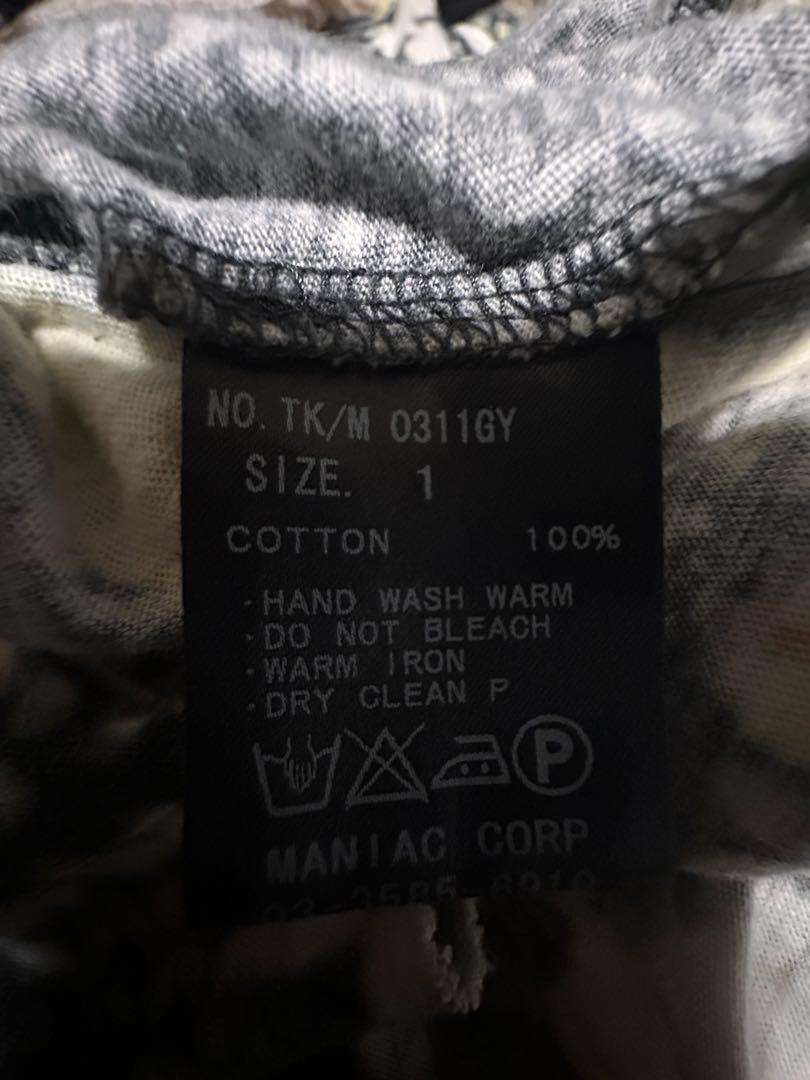 NO. TK/M 0311GY
SIZE. 1
COTTON 100%
·HAND WASH WARM
·DO NOT BLEACH
·WARM IRON
·DRY CLEAN P
P
MANIAC CORP